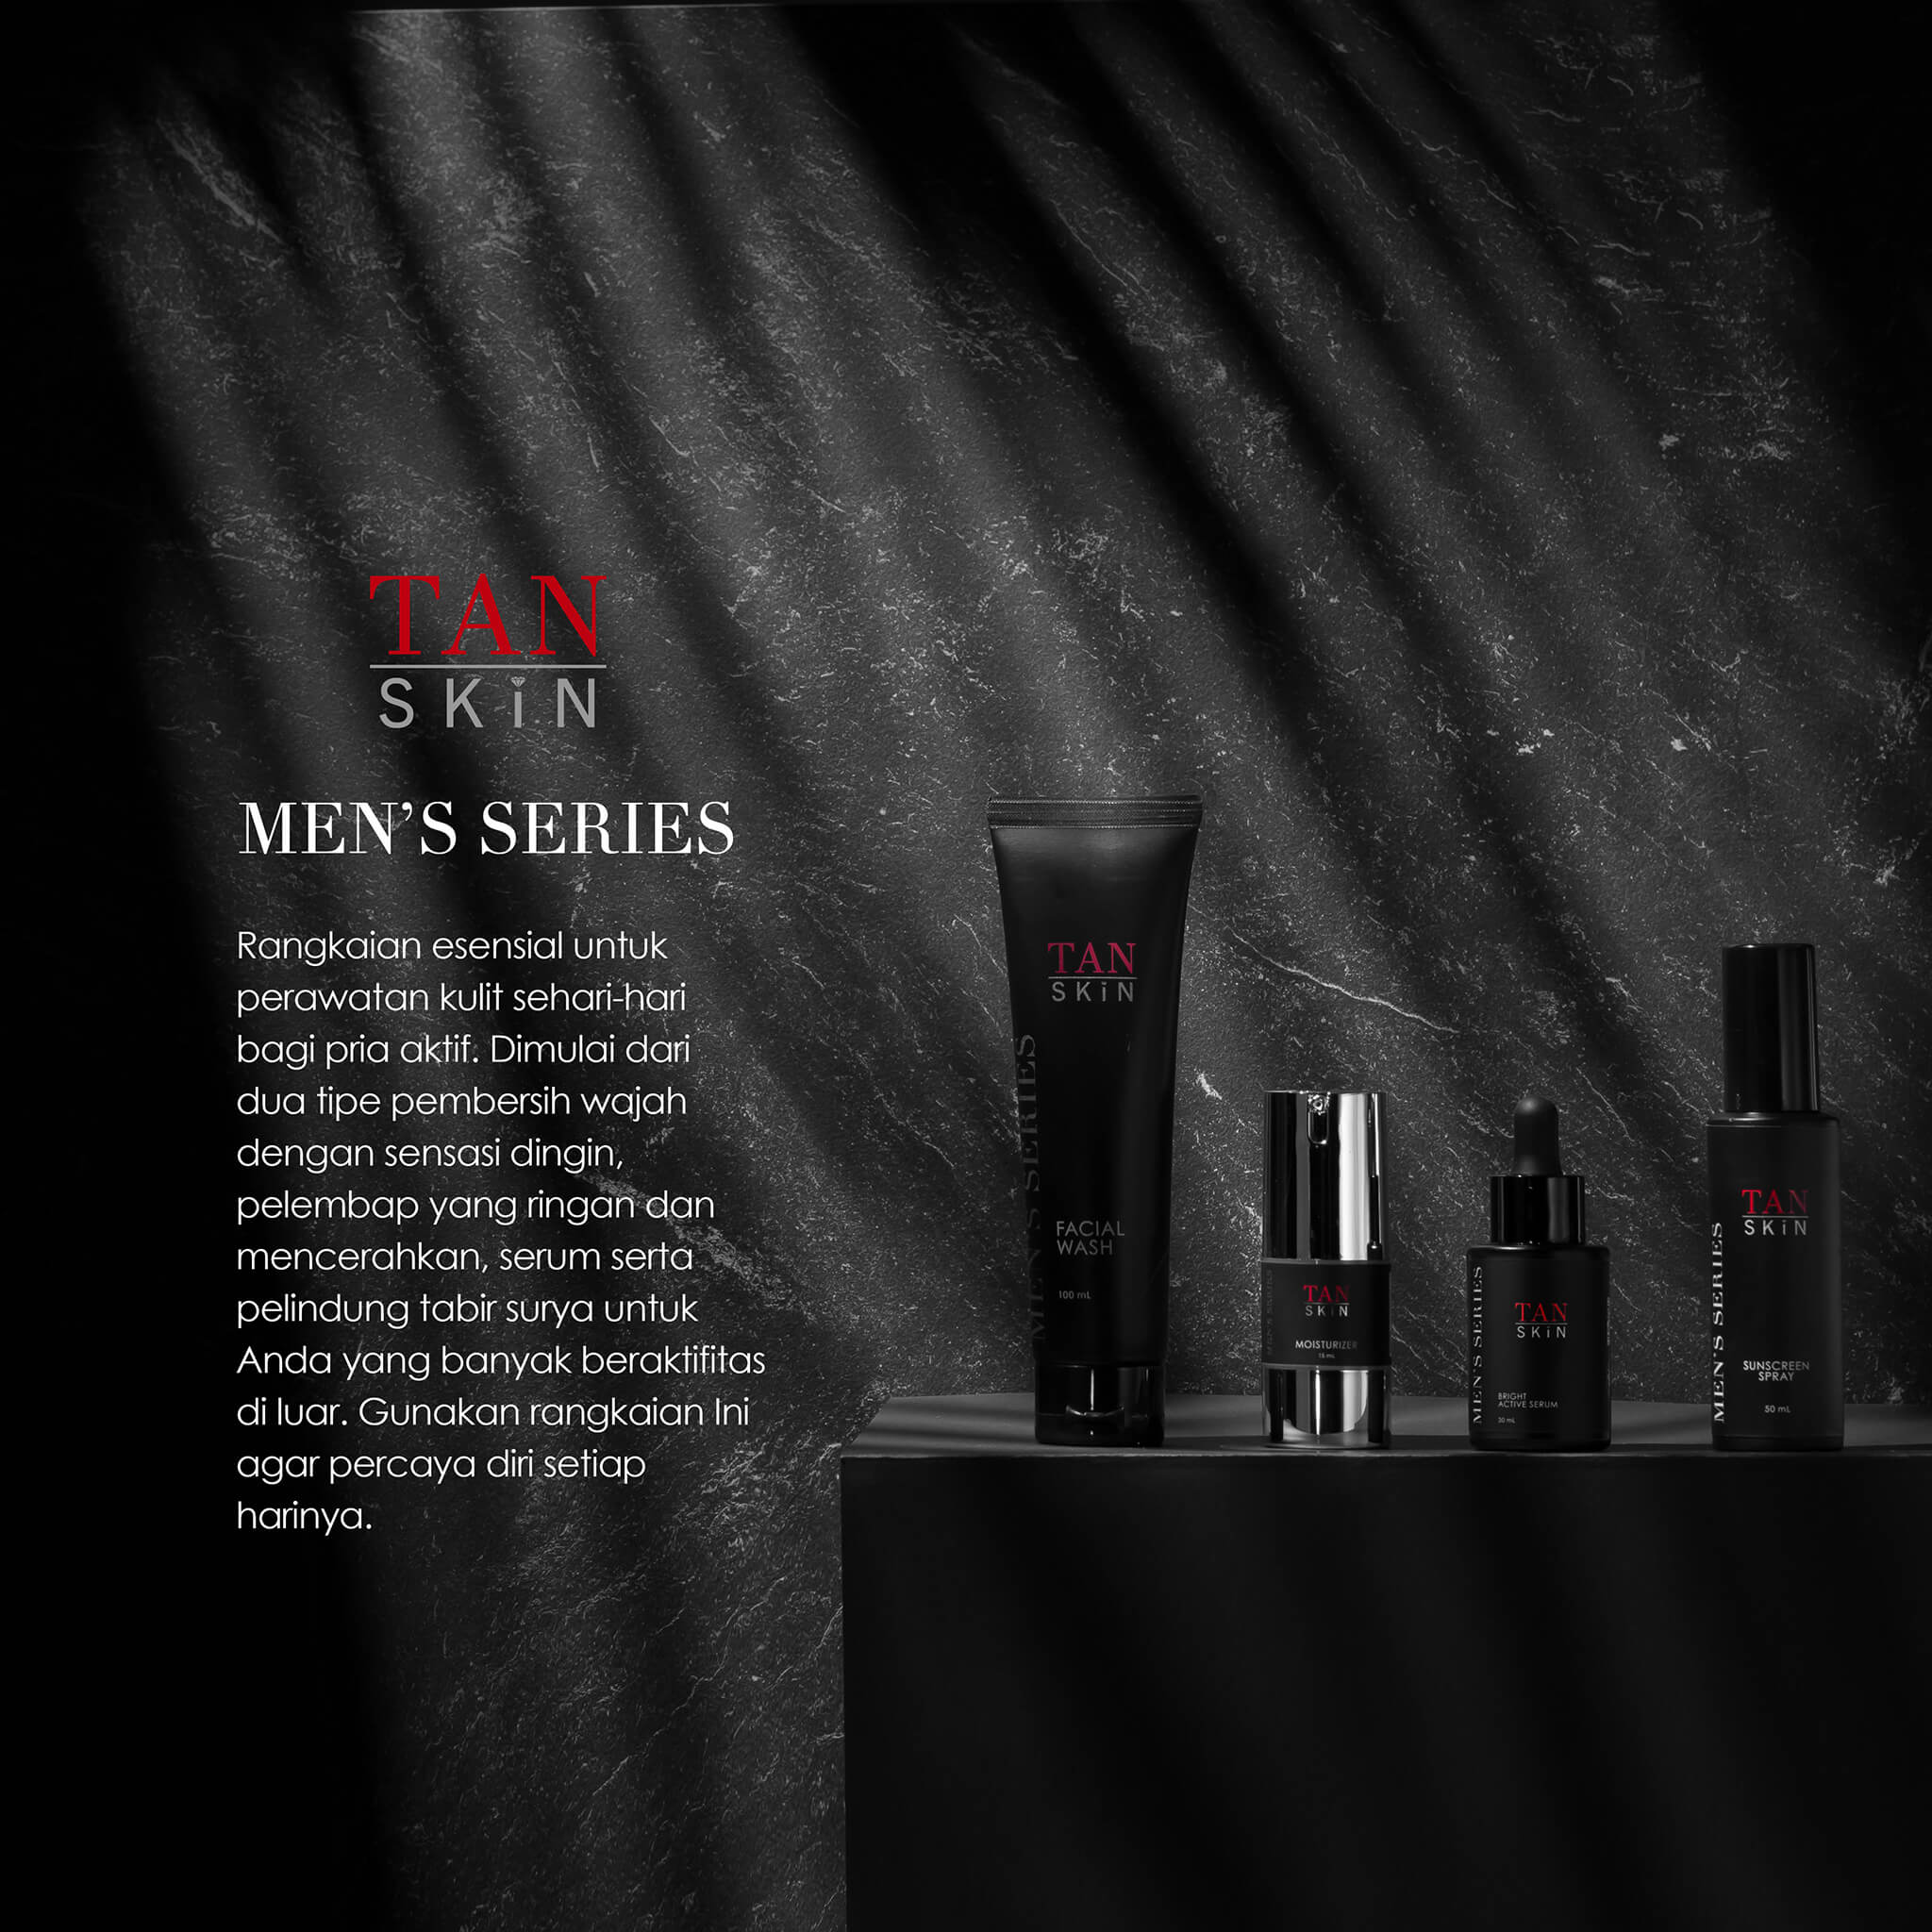 TAN
SKiN
MEN'S SERIES
Rangkaian esensial untuk
perawatan kulit sehari-hari
bagi pria aktif. Dimulai dari
dua tipe pembersih wajah
dengan sensasi dingin,
pelembap yang ringan dan
mencerahkan, serum serta
pelindung tabir surya untuk
Anda yang banyak beraktifitas
di luar. Gunakan rangkaian Ini
agar percaya diri setiap
harinya.
TAN
SKiN
MEN'S SERIES
FACIAL
WASH
100 mL
TAN
SKiN
MOISTURIZER
15 mL
TAN
SKiN
MEN'S SERIES
BRIGHT
ACTIVE SERUM
30 mL
TAN
SKiN
MEN'S SERIES
SUNSCREEN
SPRAY
50 mL